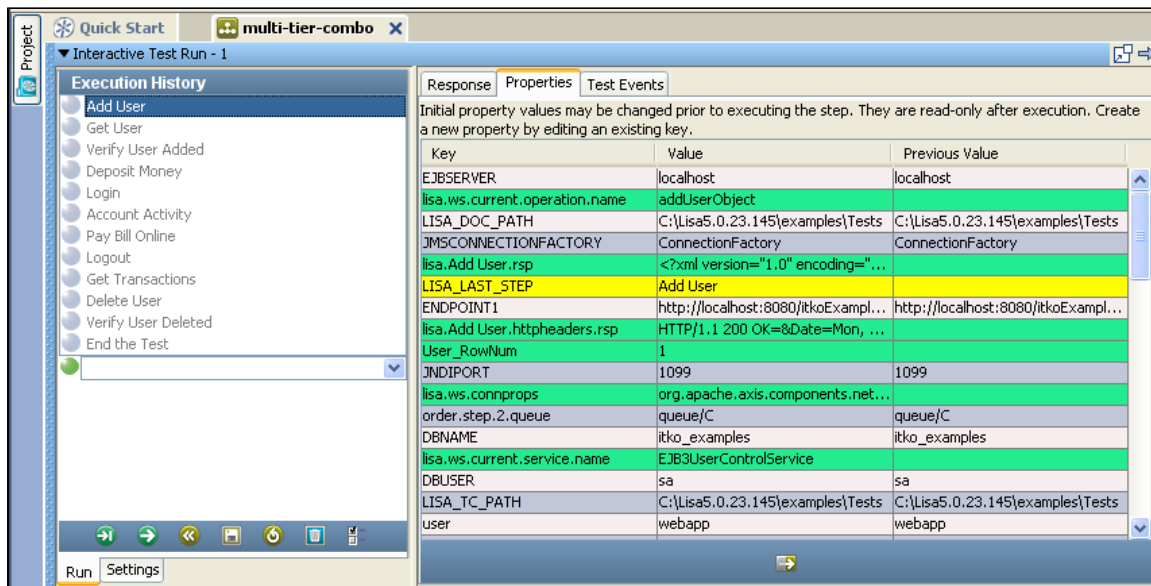 Project
Quick Start
multi-tier-combo
Interactive Test Run - 1
Execution History
Add User
Get User
Verify User Added
Deposit Money
Login
Account Activity
Pay Bill Online
Logout
Get Transactions
Delete User
Verify User Deleted
End the Test
Run Settings
Response Properties Test Events
Initial property values may be changed prior to executing the step. They are read-only after execution. Create
a new property by editing an existing key.
Key Value Previous Value
EJBSERVER localhost localhost
lisa.ws.current.operation.name addUserObject
LISA_DOC_PATH C:\Lisa5.0.23.145\examples\Tests C:\Lisa5.0.23.145\examples\Tests
JMSCONNECTIONFACTORY ConnectionFactory ConnectionFactory
lisa.Add User.rsp <?xml version="1.0" encoding="...
LISA_LAST_STEP Add User
ENDPOINT1 http://localhost:8080/itkoExampl... http://localhost:8080/itkoExampl...
lisa.Add User.httpheaders.rsp HTTP/1.1 200 OK=&Date=Mon, ...
User_RowNum 1
JNDIPORT 1099 1099
lisa.ws.connprops org.apache.axis.components.net...
order.step.2.queue queue/C queue/C
DBNAME itko_examples itko_examples
lisa.ws.current.service.name EJB3UserControlService
DBUSER sa sa
LISA_TC_PATH C:\Lisa5.0.23.145\examples\Tests C:\Lisa5.0.23.145\examples\Tests
user webapp webapp